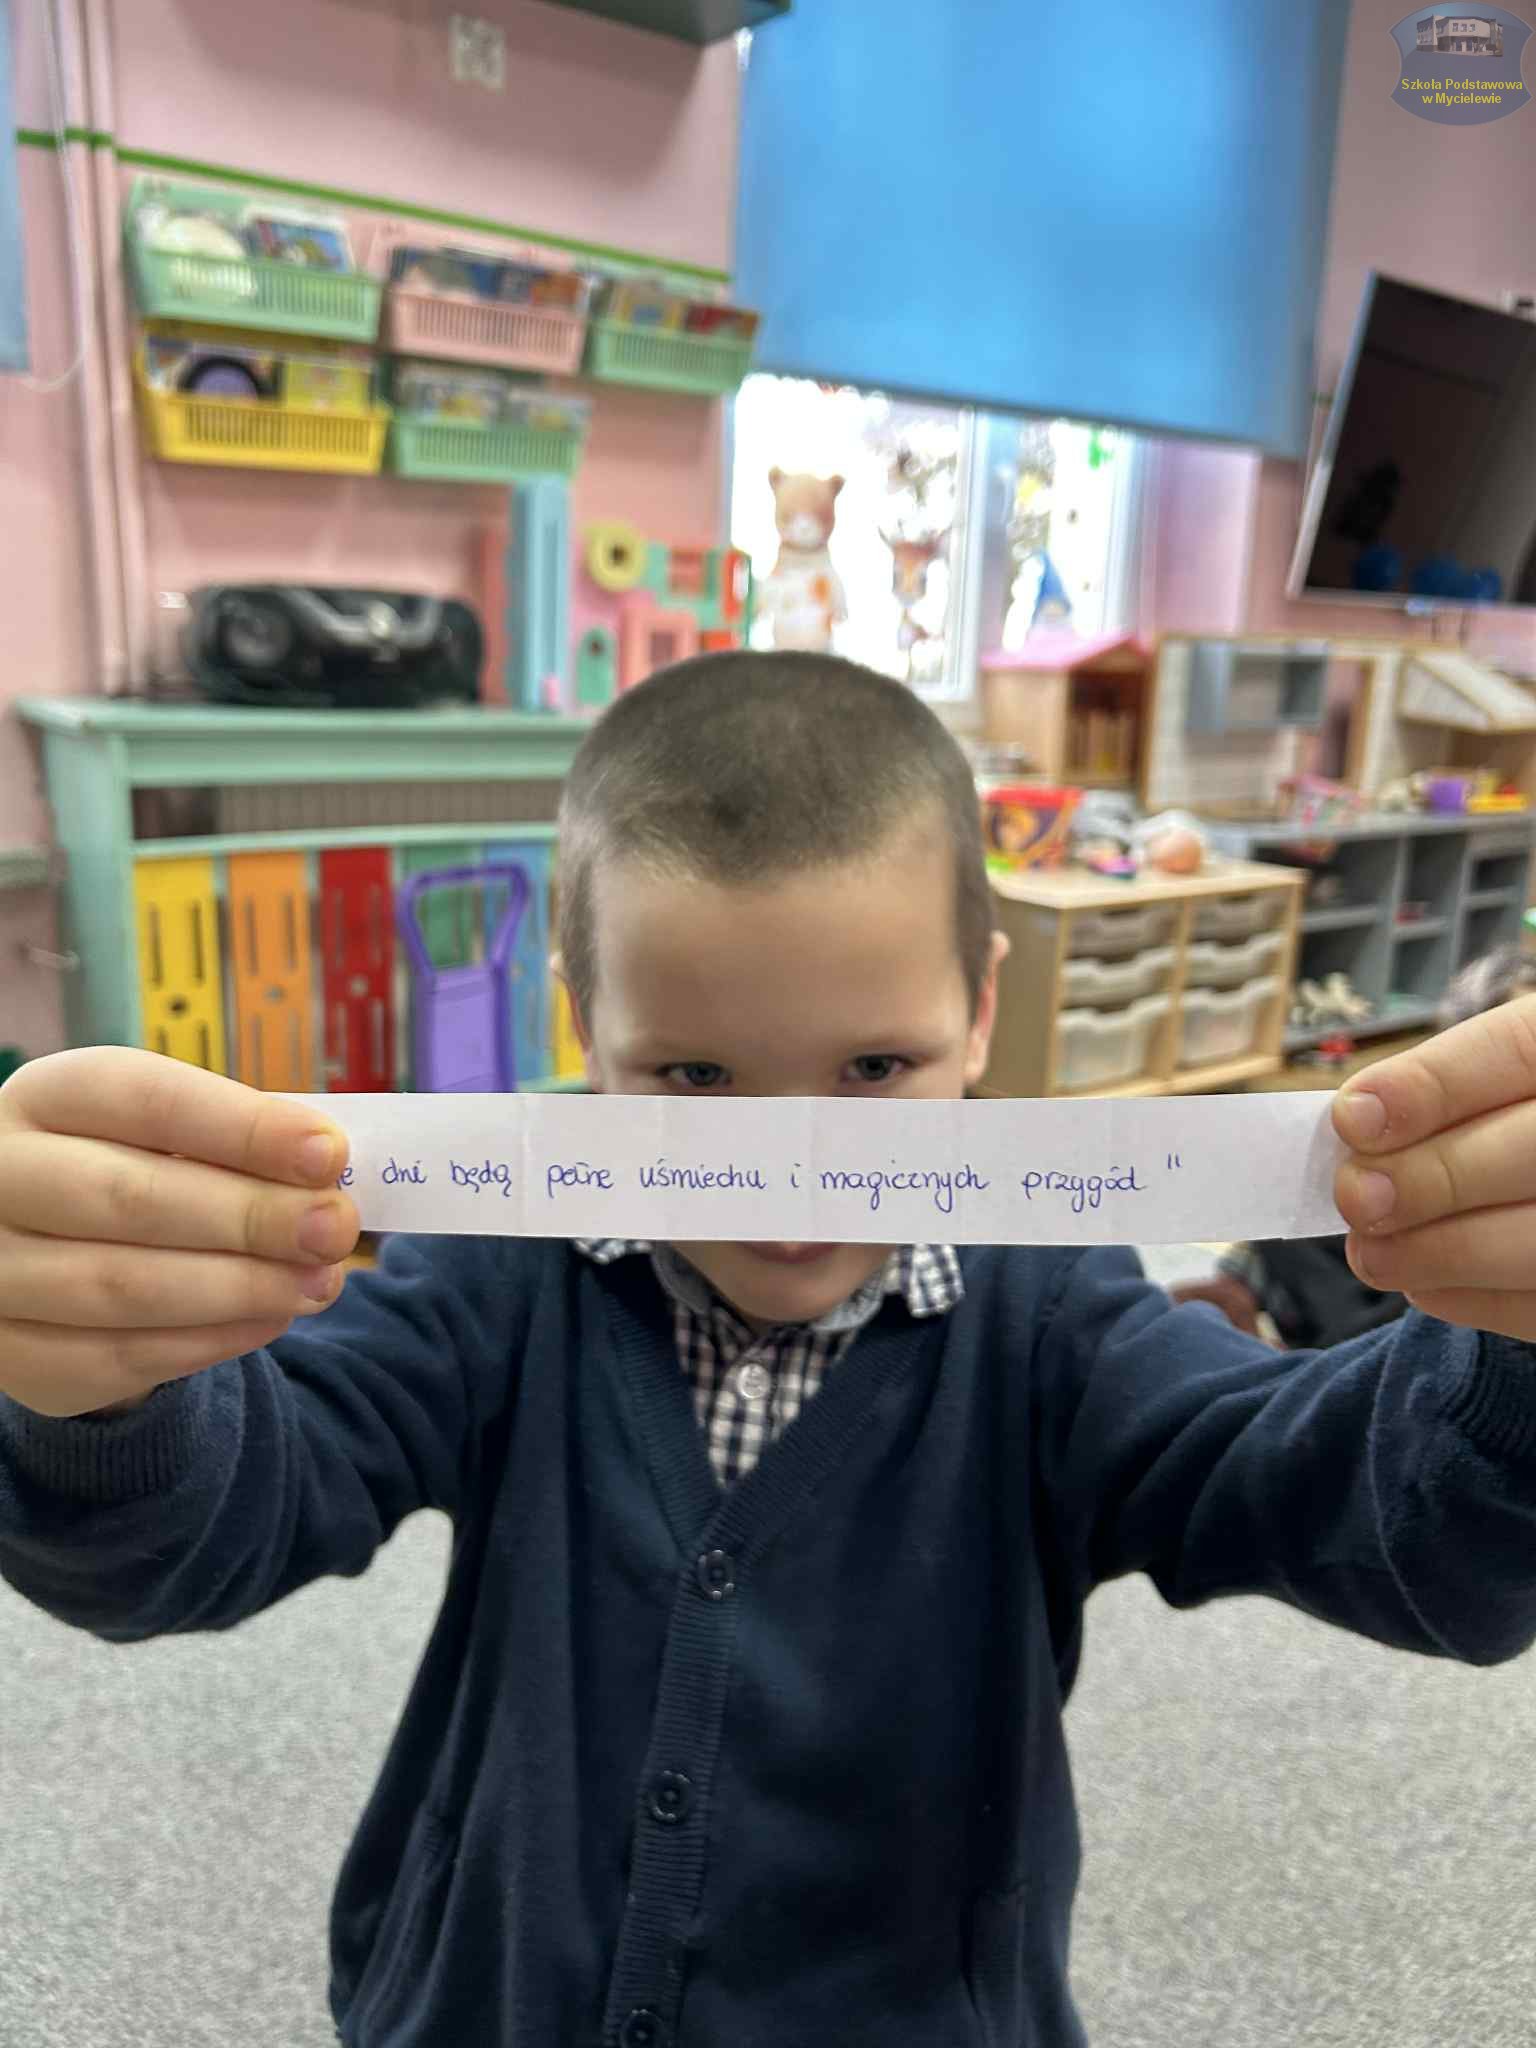 Szkoła Podstawowa
w Mycielewie
dni będą pełne uśmiechu i magicznych przygód"